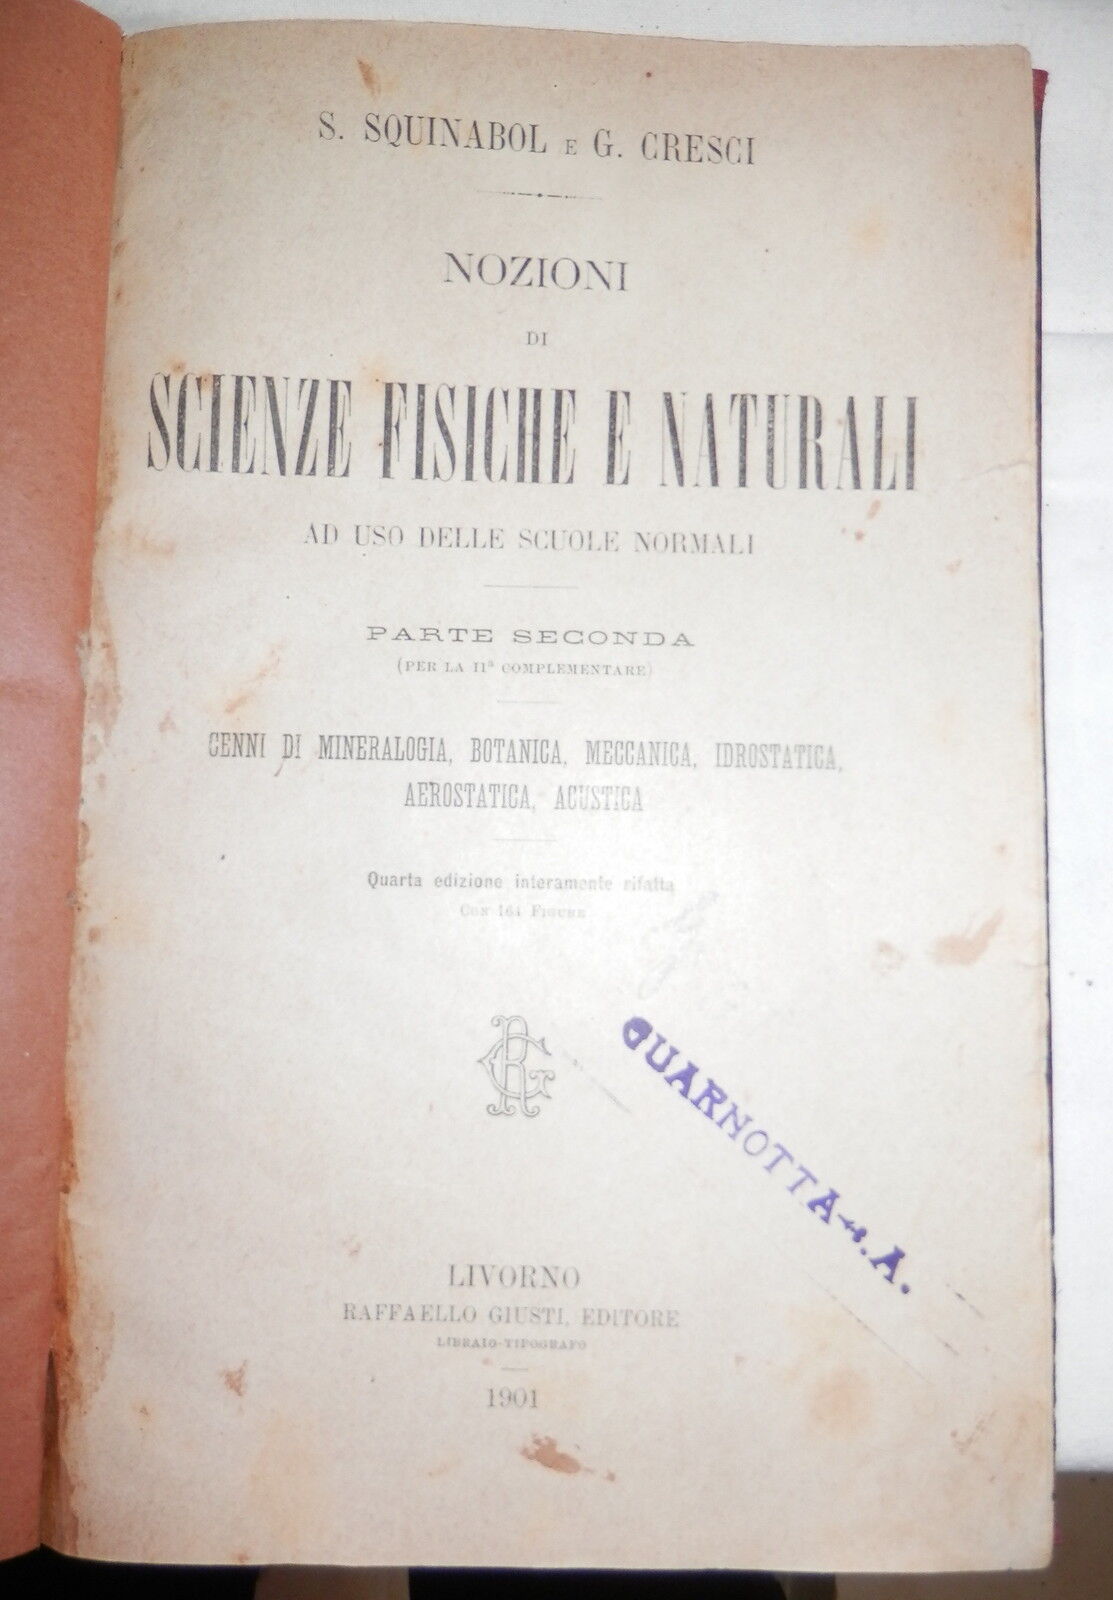 S. SQUINABOL E G. CRESCI
NOZIONI
DI
SCIENZE FISICHE E NATURALI
AD USO DELLE SCUOLE NORMALI
PARTE SECONDA
(PER LA IIª COMPLEMENTARE)
CENNI DI MINERALOGIA, BOTANICA, MECCANICA, IDROSTATICA,
AEROSTATICA, ACUSTICA
Quarta edizione interamente rifatta
CON 164 FIGURE
RG
GUARNOTTA A.
LIVORNO
RAFFAELLO GIUSTI, EDITORE
LIBRAIO-TIPOGRAFO
1901